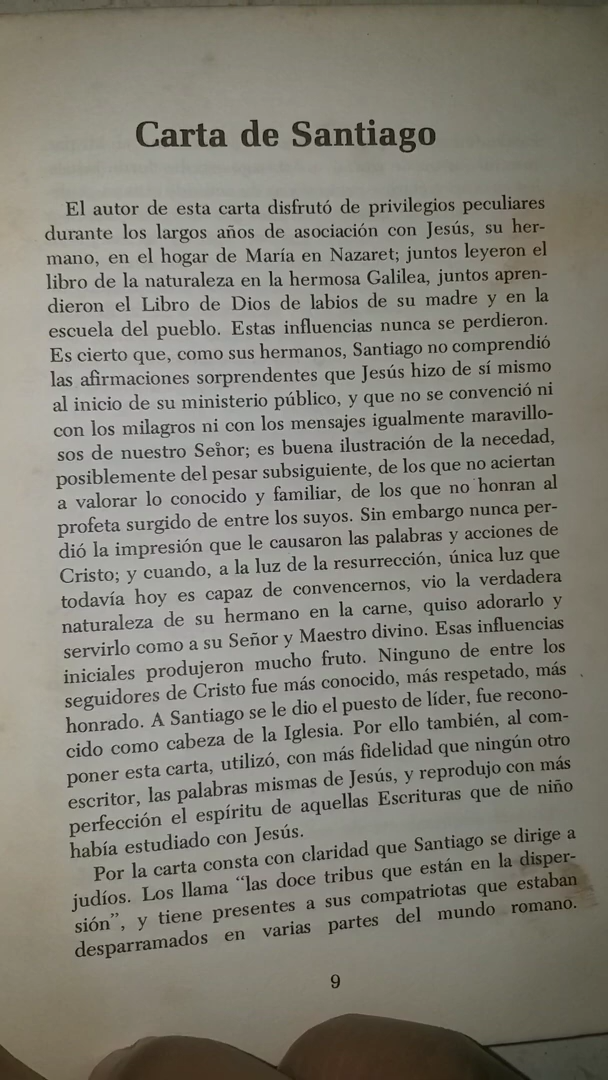 Carta de Santiago
El autor de esta carta disfrutó de privilegios peculiares
durante los largos años de asociación con Jesús, su her-
mano, en el hogar de María en Nazaret; juntos leyeron el
libro de la naturaleza en la hermosa Galilea, juntos apren-
dieron el Libro de Dios de labios de su madre y en la
escuela del pueblo. Estas influencias nunca se perdieron.
Es cierto que, como sus hermanos, Santiago no comprendió
las afirmaciones sorprendentes que Jesús hizo de sí mismo
al inicio de su ministerio público, y que no se convenció ni
con los milagros ni con los mensajes igualmente maravillo-
sos de nuestro Señor; es buena ilustración de la necedad,
posiblemente del pesar subsiguiente, de los que no aciertan
a valorar lo conocido y familiar, de los que no honran al
profeta surgido de entre los suyos. Sin embargo nunca per-
dió la impresión que le causaron las palabras y acciones de
Cristo; y cuando, a la luz de la resurrección, única luz que
todavía hoy es capaz de convencernos, vio la verdadera
naturaleza de su hermano en la carne, quiso adorarlo y
servirlo como a su Señor y Maestro divino. Esas influencias
iniciales produjeron mucho fruto. Ninguno de entre los
seguidores de Cristo fue más conocido, más respetado, más
honrado. A Santiago se le dio el puesto de líder, fue recono-
cido como cabeza de la Iglesia. Por ello también, al com-
poner esta carta, utilizó, con más fidelidad que ningún otro
escritor, las palabras mismas de Jesús, y reprodujo con más
perfección el espíritu de aquellas Escrituras que de niño
había estudiado con Jesús.
Por la carta consta con claridad que Santiago se dirige a
judíos. Los llama "las doce tribus que están en la disper-
sión", y tiene presentes a sus compatriotas que estaban
desparramados en varias partes del mundo romano.
9